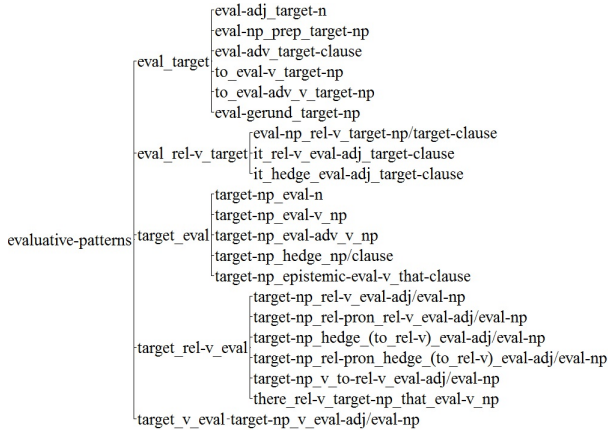 eval-adj_target-n
eval-np_prep_target-np
eval-adv_target-clause
eval_target
to_eval-v_target-np
to_eval-adv_v_target-np
eval-gerund_target-np
eval-np_rel-v_target-np/target-clause
eval_rel-v_target
it_rel-v_eval-adj_target-clause
it_hedge_eval-adj_target-clause
target-np_eval-n
target-np_eval-v_np
evaluative-patterns
target_eval
target-np_eval-adv_v_np
target-np_hedge_np/clause
target-np_epistemic-eval-v_that-clause
target-np_rel-v_eval-adj/eval-np
target-np_rel-pron_rel-v_eval-adj/eval-np
target_rel-v_eval
target-np_hedge_(to_rel-v)_eval-adj/eval-np
target-np_rel-pron_hedge_(to_rel-v)_eval-adj/eval-np
target-np_v_to-rel-v_eval-adj/eval-np
there_rel-v_target-np_that_eval-v_np
target_v_eval
target-np_v_eval-adj/eval-np